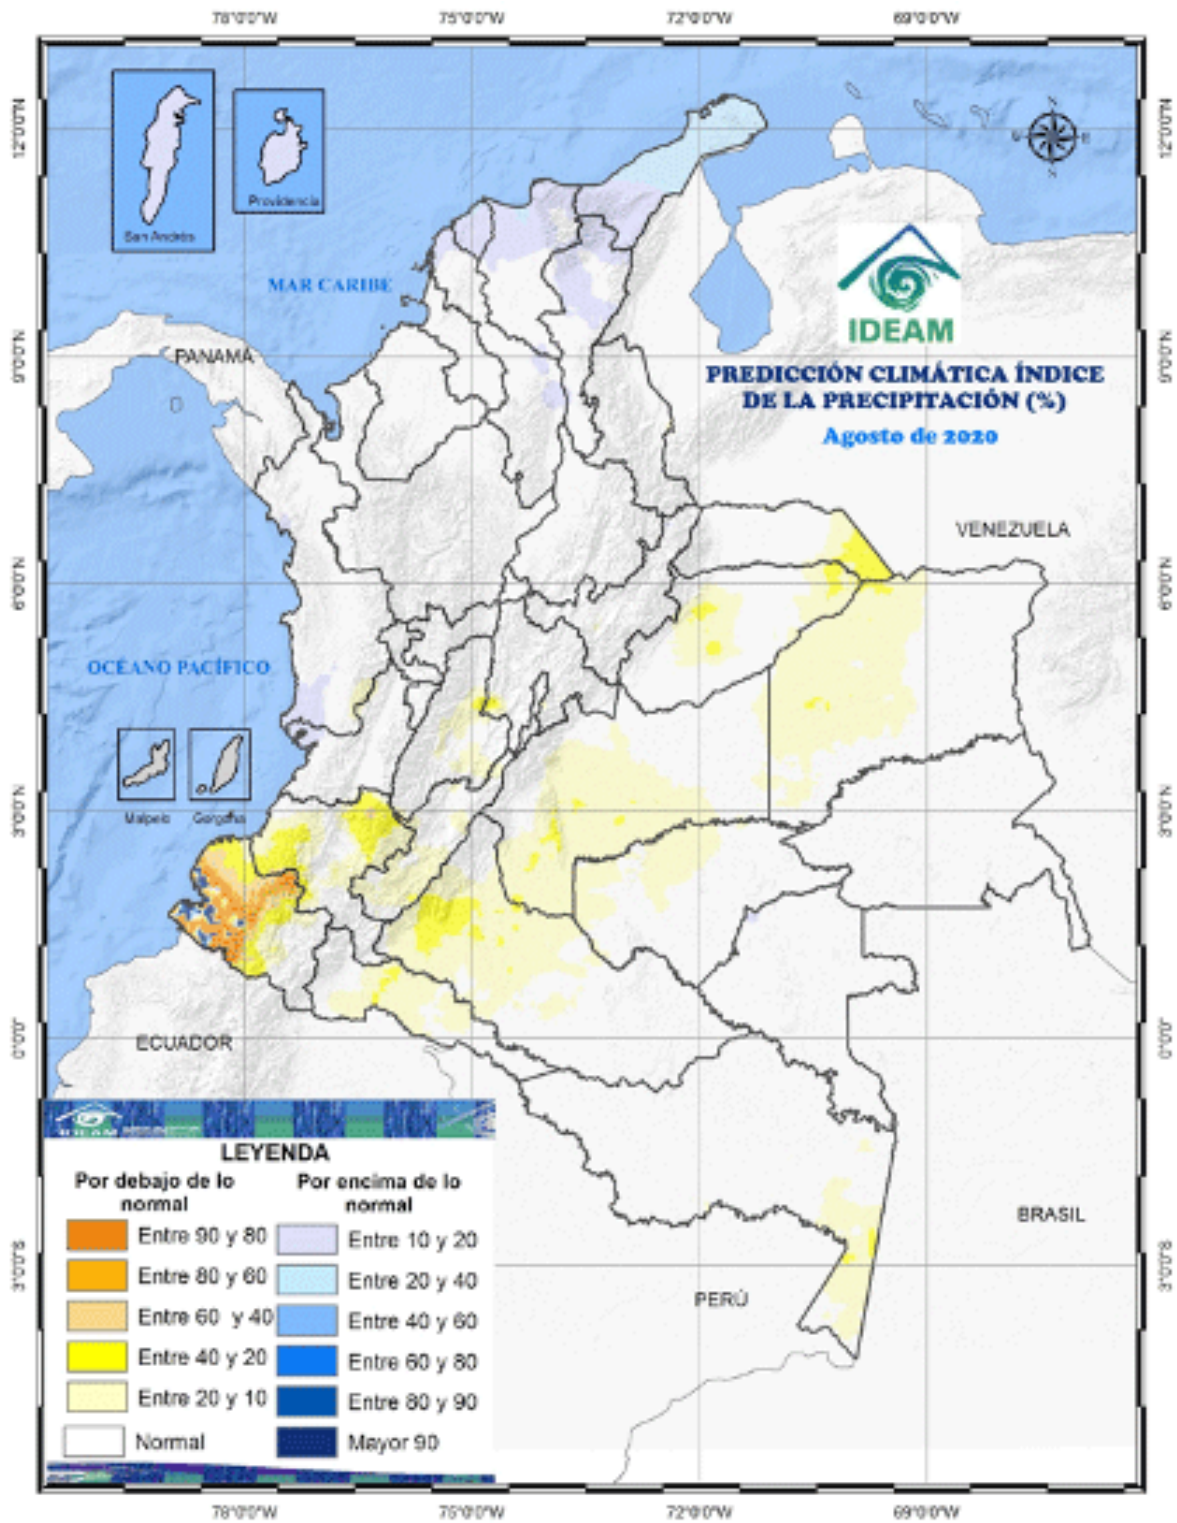 78°0'0"W 75°0'0"W 72°0'0"W 69°0'0"W
12°0'0"N
12°0'0"N
San Andrés
Providencia
MAR CARIBE
IDEAM
PREDICCIÓN CLIMÁTICA ÍNDICE
DE LA PRECIPITACIÓN (%)
Agosto de 2020
9°0'0"N
PANAMÁ
9°0'0"N
VENEZUELA
6°0'0"N
6°0'0"N
OCÉANO PACÍFICO
Malpelo
Gorgona
3°0'0"N
3°0'0"N
ECUADOR
0°0'0"
0°0'0"
IDEAM
LEYENDA
Por debajo de lo
normal
Entre 90 y 80
Entre 80 y 60
Entre 60 y 40
Entre 40 y 20
Entre 20 y 10
Normal
Por encima de lo
normal
Entre 10 y 20
Entre 20 y 40
Entre 40 y 60
Entre 60 y 80
Entre 80 y 90
Mayor 90
BRASIL
PERÚ
3°0'0"S
3°0'0"S
78°0'0"W 75°0'0"W 72°0'0"W 69°0'0"W